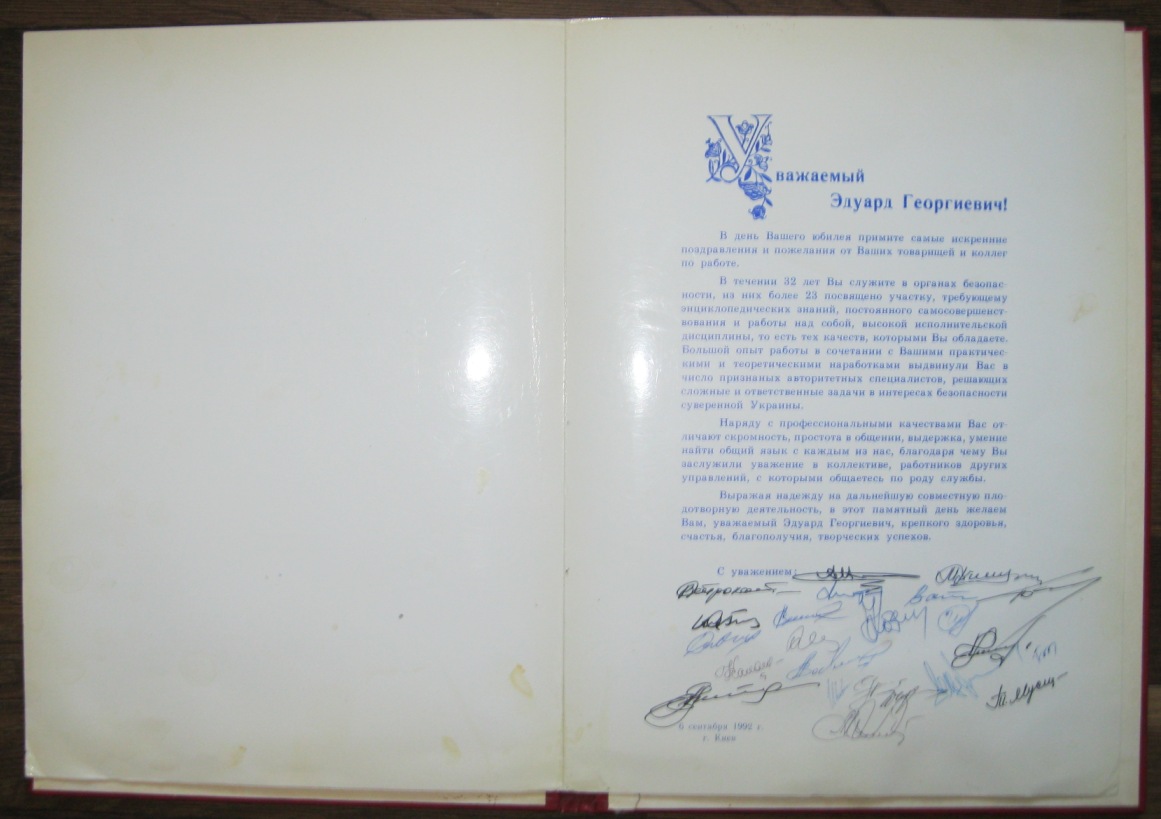 Уважаемый
Эдуард Георгиевич!
В день Вашего юбилея примите самые искренние
поздравления и пожелания от Ваших товарищей и коллег
по работе.
В течении 32 лет Вы служите в органах безопас-
ности, из них более 23 посвящено участку, требующему
энциклопедических знаний, постоянного самосовершенст-
вования и работы над собой, высокой исполнительской
дисциплины, то есть тех качеств, которыми Вы обладаете.
Большой опыт работы в сочетании с Вашими практичес-
кими и теоретическими наработками выдвинули Вас в
число признаных авторитетных специалистов, решающих
сложные и ответственные задачи в интересах безопасности
суверенной Украины.
Наряду с профессиональными качествами Вас от-
личают скромность, простота в общении, выдержка, умение
найти общий язык с каждым из нас, благодаря чему Вы
заслужили уважение в коллективе, работников других
управлений, с которыми общаетесь по роду службы.
Выражая надежду на дальнейшую совместную пло-
дотворную деятельность, в этот памятный день желаем
Вам, уважаемый Эдуард Георгиевич, крепкого здоровья,
счастья, благополучия, творческих успехов.
С уважением:
6 сентября 1992 г.
г. Киев